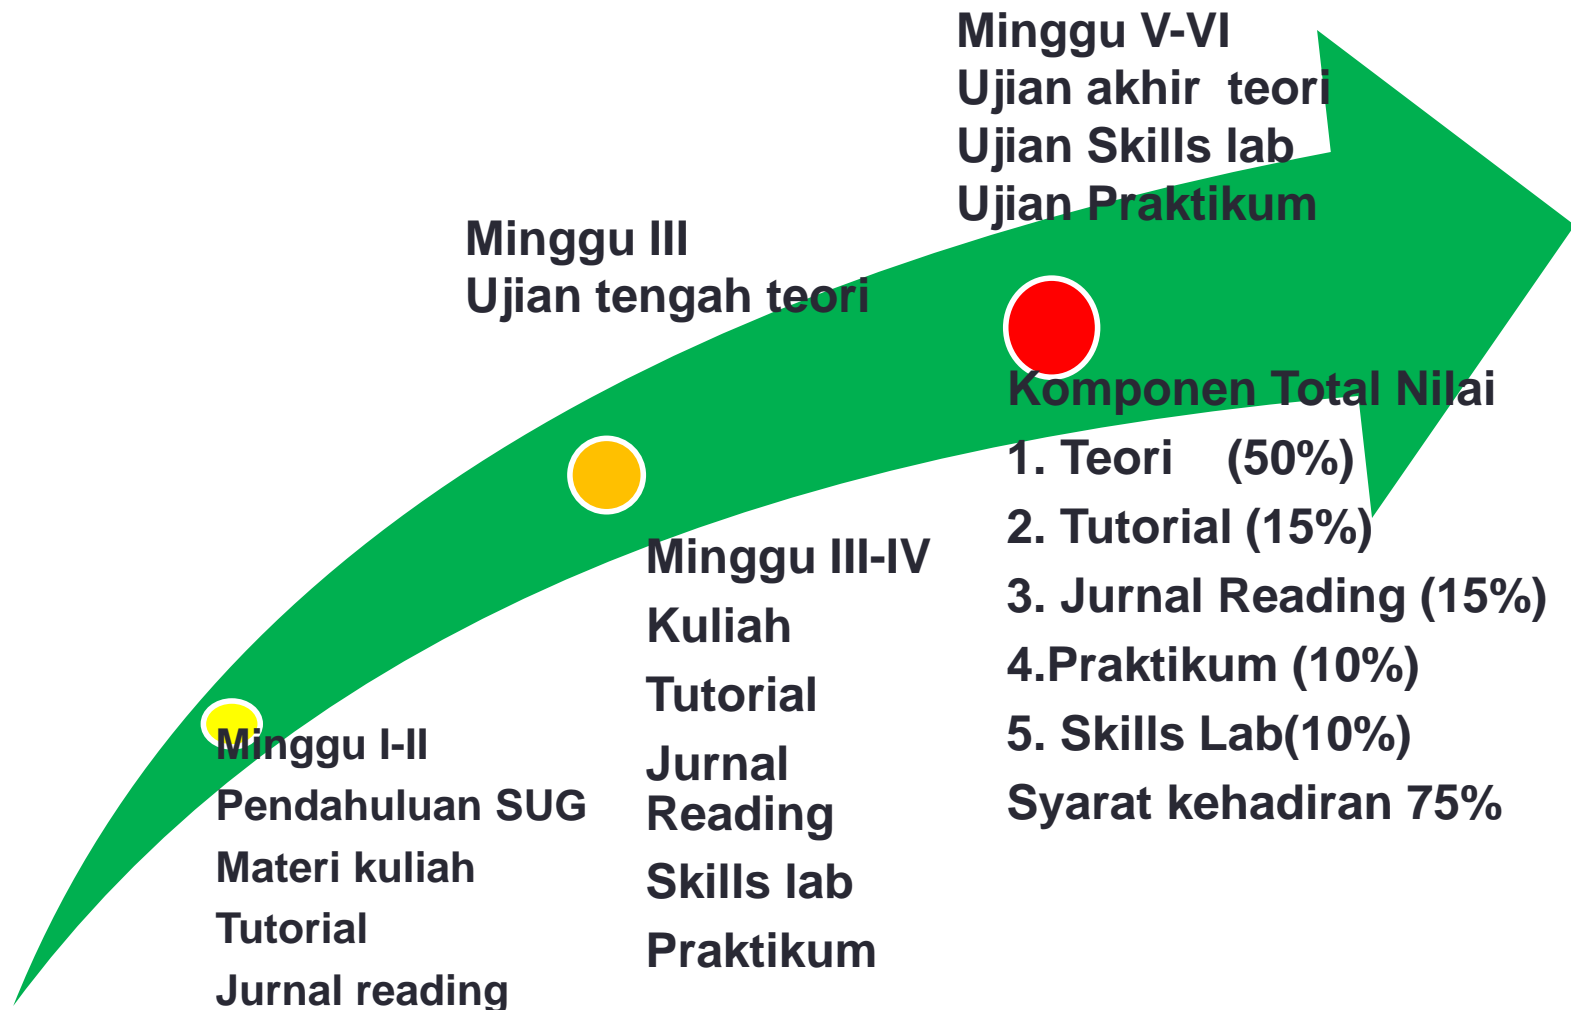 Minggu V-VI
Ujian akhir  teori
Ujian Skills lab
Ujian Praktikum
Minggu III
Ujian tengah teori
Komponen Total Nilai
1. Teori    (50%)
2. Tutorial (15%)
3. Jurnal Reading (15%)
4.Praktikum (10%)
5. Skills Lab(10%)
Syarat kehadiran 75%
Minggu III-IV
Kuliah
Tutorial
Jurnal
Reading
Skills lab
Praktikum
Minggu I-II
Pendahuluan SUG
Materi kuliah
Tutorial
Jurnal reading